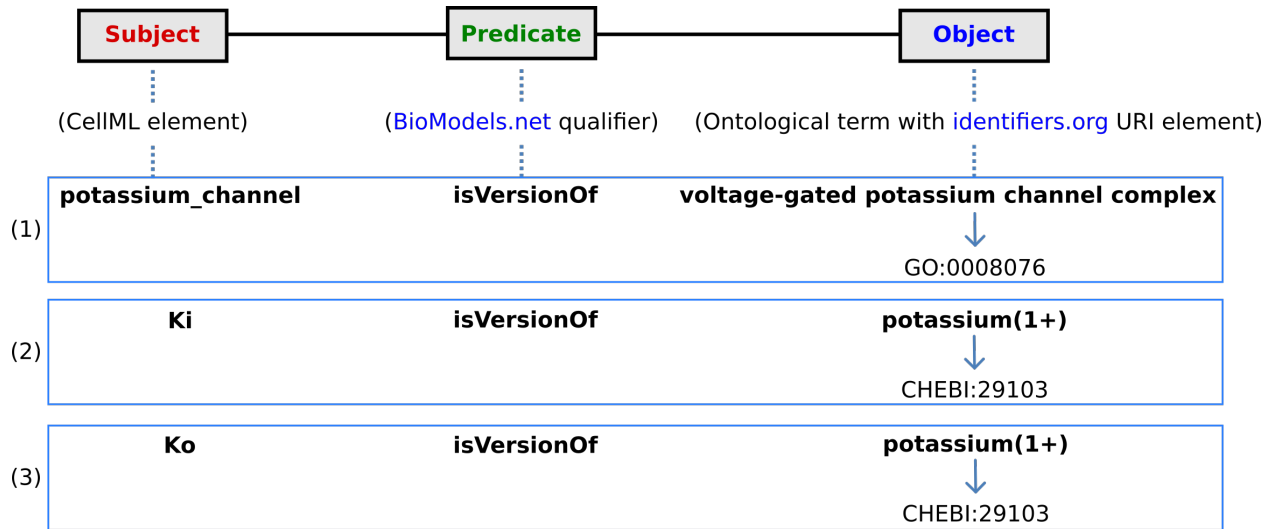 Subject Predicate Object
(CellML element) (BioModels.net qualifier) (Ontological term with identifiers.org URI element)
potassium_channel isVersionOf voltage-gated potassium channel complex
(1)
GO:0008076
Ki isVersionOf potassium(1+)
(2)
CHEBI:29103
Ko isVersionOf potassium(1+)
(3)
CHEBI:29103